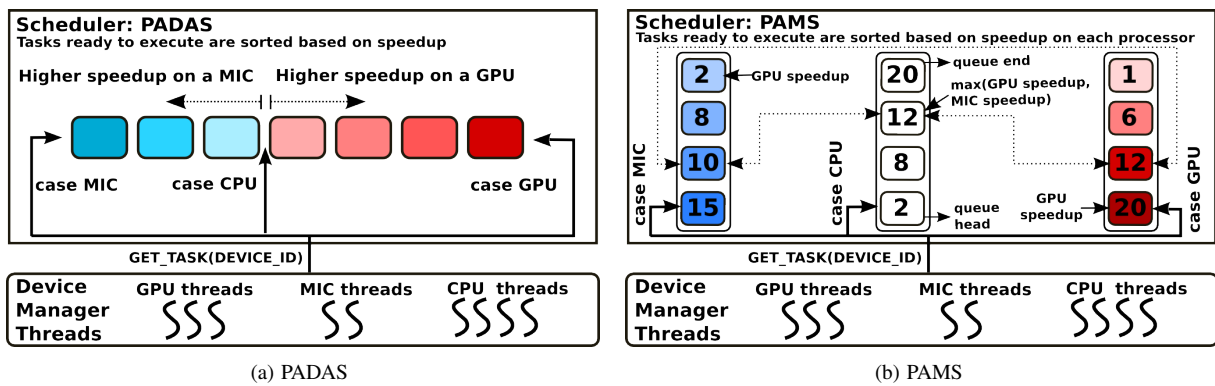 Scheduler: PADAS
Tasks ready to execute are sorted based on speedup
Higher speedup on a MIC
Higher speedup on a GPU
case MIC
case CPU
case GPU
GET_TASK(DEVICE_ID)
Device
Manager
Threads
GPU threads
MIC threads
CPU threads
(a) PADAS
Scheduler: PAMS
Tasks ready to execute are sorted based on speedup on each processor
case MIC
2
8
10
15
GPU speedup
case CPU
20
12
8
2
queue end
max(GPU speedup,
MIC speedup)
queue
head
1
6
12
20
GPU
speedup
case GPU
GET_TASK(DEVICE_ID)
Device
Manager
Threads
GPU threads
MIC threads
CPU threads
(b) PAMS